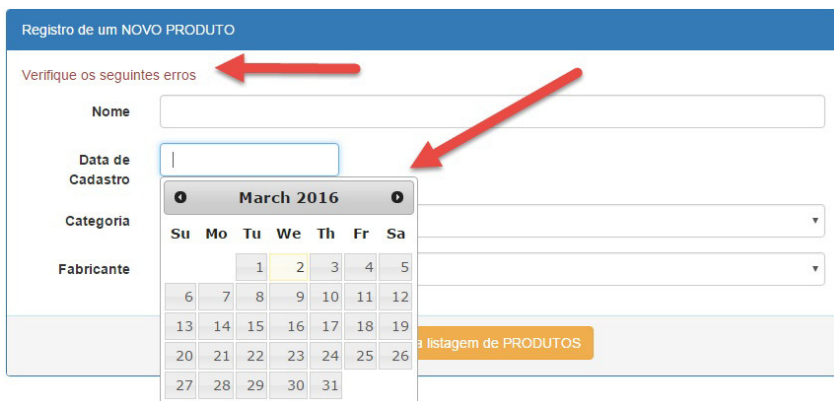 Registro de um NOVO PRODUTO
Verifique os seguintes erros
Nome
Data de
Cadastro
March 2016
Su Mo Tu We Th Fr Sa
1 2 3 4 5
6 7 8 9 10 11 12
13 14 15 16 17 18 19
20 21 22 23 24 25 26
27 28 29 30 31
Categoria
Fabricante
a listagem de PRODUTOS